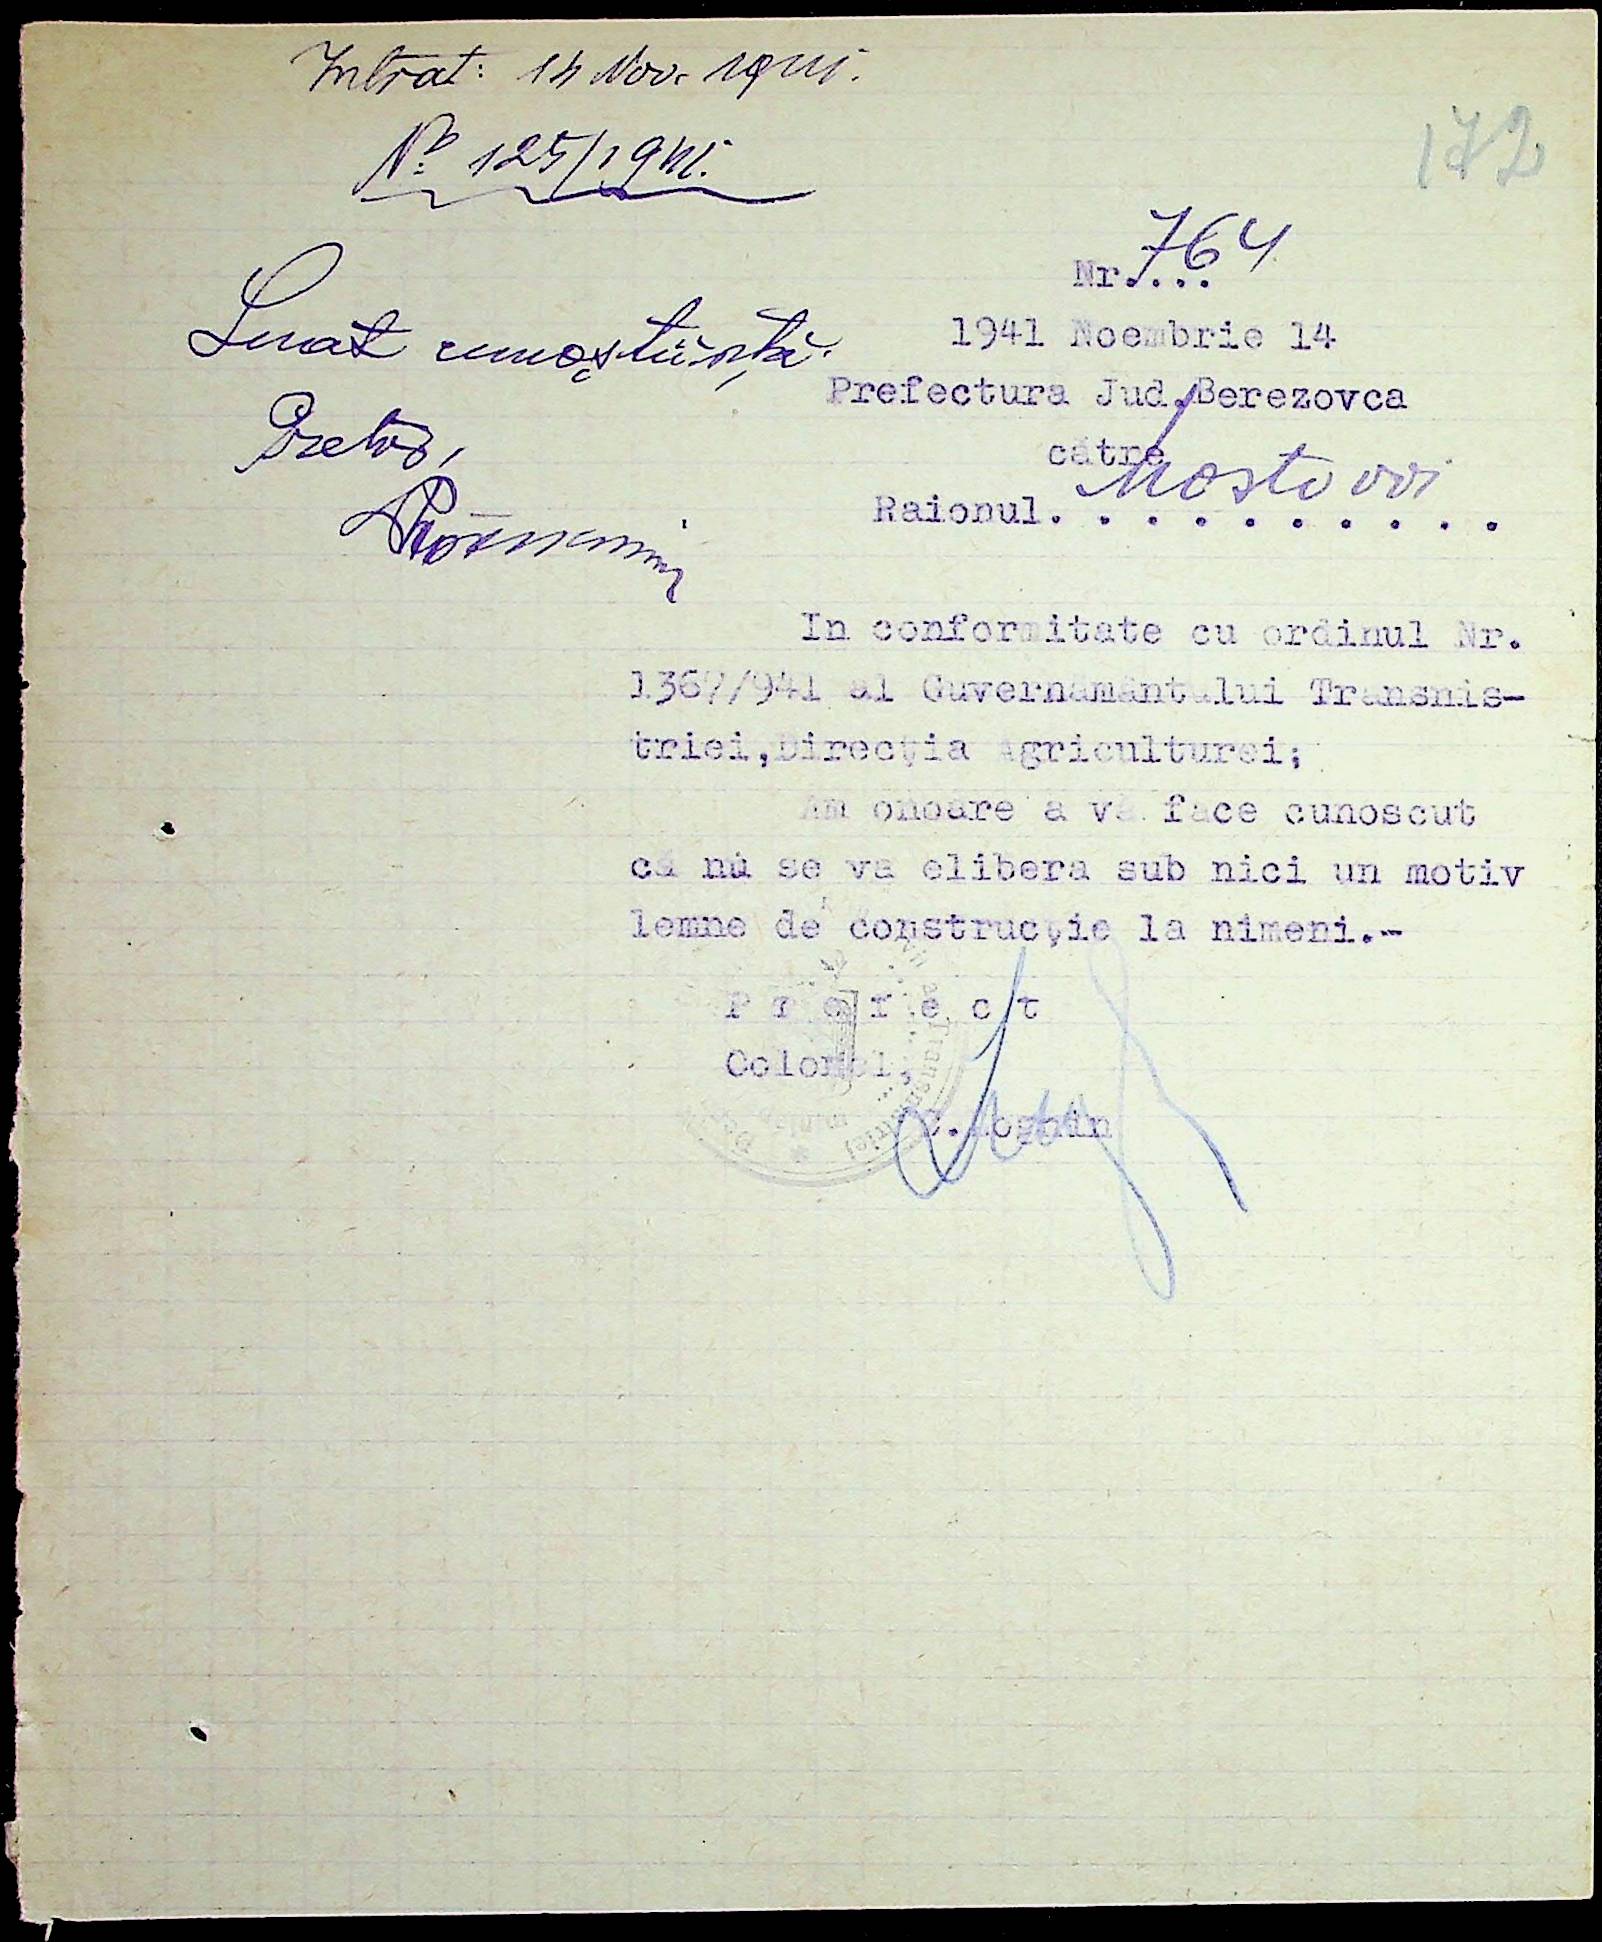 Intrat: 14 Nov. 1941.
No. 125/1941.
172
Luat cunoştiinţă.
Pretor,
Nr. 764
1941 Noembrie 14
Prefectura Jud. Berezovca
către
Raionul. Mostovoi . . . . . . . . .
In conformitate cu ordinul Nr.
1367/941 al Guvernământului Transnis-
triei, Direcţia Agriculturei;
Am onoare a vă face cunoscut
că nu se va elibera sub nici un motiv
lemne de construcţie la nimeni.-
P r e f e c t
Colonel,